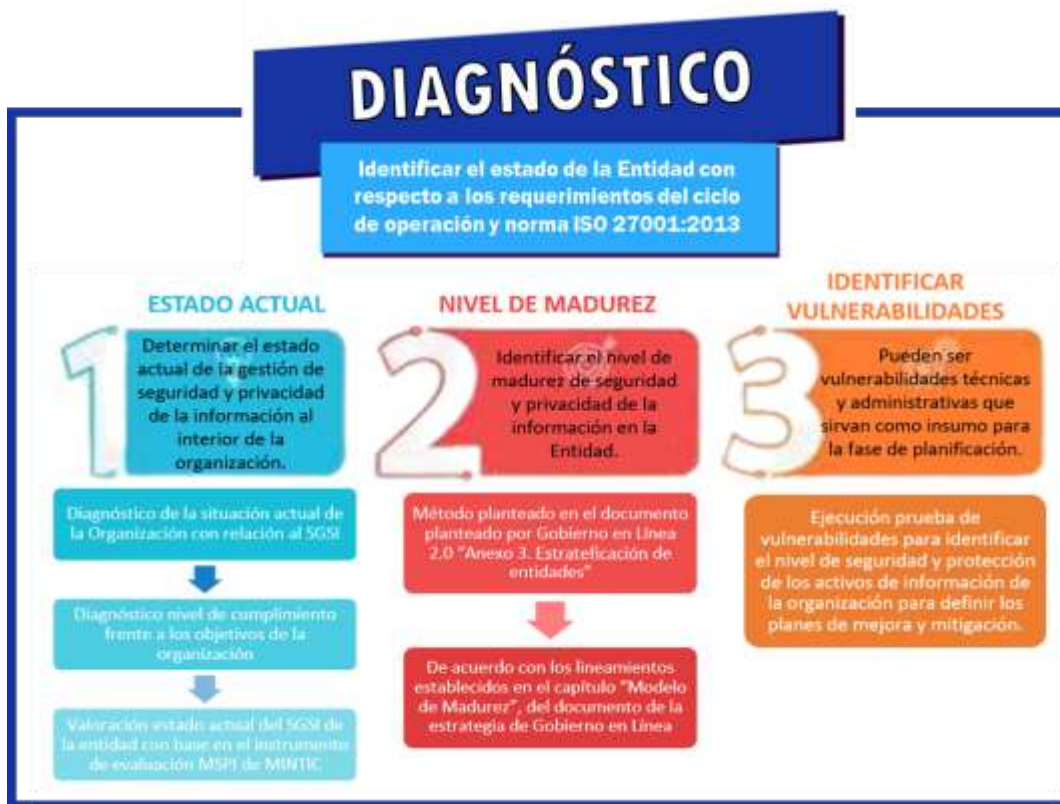 DIAGNÓSTICO
Identificar el estado de la Entidad con
respecto a los requerimientos del ciclo
de operación y norma ISO 27001:2013
ESTADO ACTUAL
1
Determinar el estado
actual de la gestión de
seguridad y privacidad
de la información al
interior de la
organización.
Diagnóstico de la situación actual de
la Organización con relación al SGSI
Diagnóstico nivel de cumplimiento
frente a los objetivos de la
organización
Valoración estado actual del SGSI de
la entidad con base en el instrumento
de evaluación MSPI de MINTIC
NIVEL DE MADUREZ
2
Identificar el nivel de
madurez de seguridad
y privacidad de la
información en la
Entidad.
Método planteado en el documento
planteado por Gobierno en Línea
2.0 "Anexo 3. Estratificación de
entidades"
De acuerdo con los lineamientos
establecidos en el capítulo "Modelo
de Madurez", del documento de la
estrategia de Gobierno en Línea
IDENTIFICAR
VULNERABILIDADES
3
Pueden ser
vulnerabilidades técnicas
y administrativas que
sirvan como insumo para
la fase de planificación.
Ejecución prueba de
vulnerabilidades para identificar
el nivel de seguridad y protección
de los activos de información de
la organización para definir los
planes de mejora y mitigación.